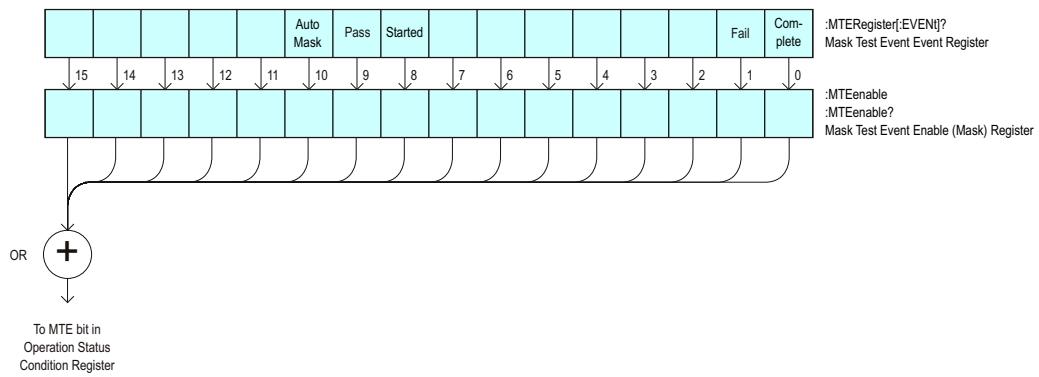 Auto
Mask
Pass
Started
Fail
Com-
plete
:MTERegister[:EVENt]?
Mask Test Event Event Register
15 14 13 12 11 10 9 8 7 6 5 4 3 2 1 0
:MTEenable
:MTEenable?
Mask Test Event Enable (Mask) Register
OR
+
To MTE bit in
Operation Status
Condition Register